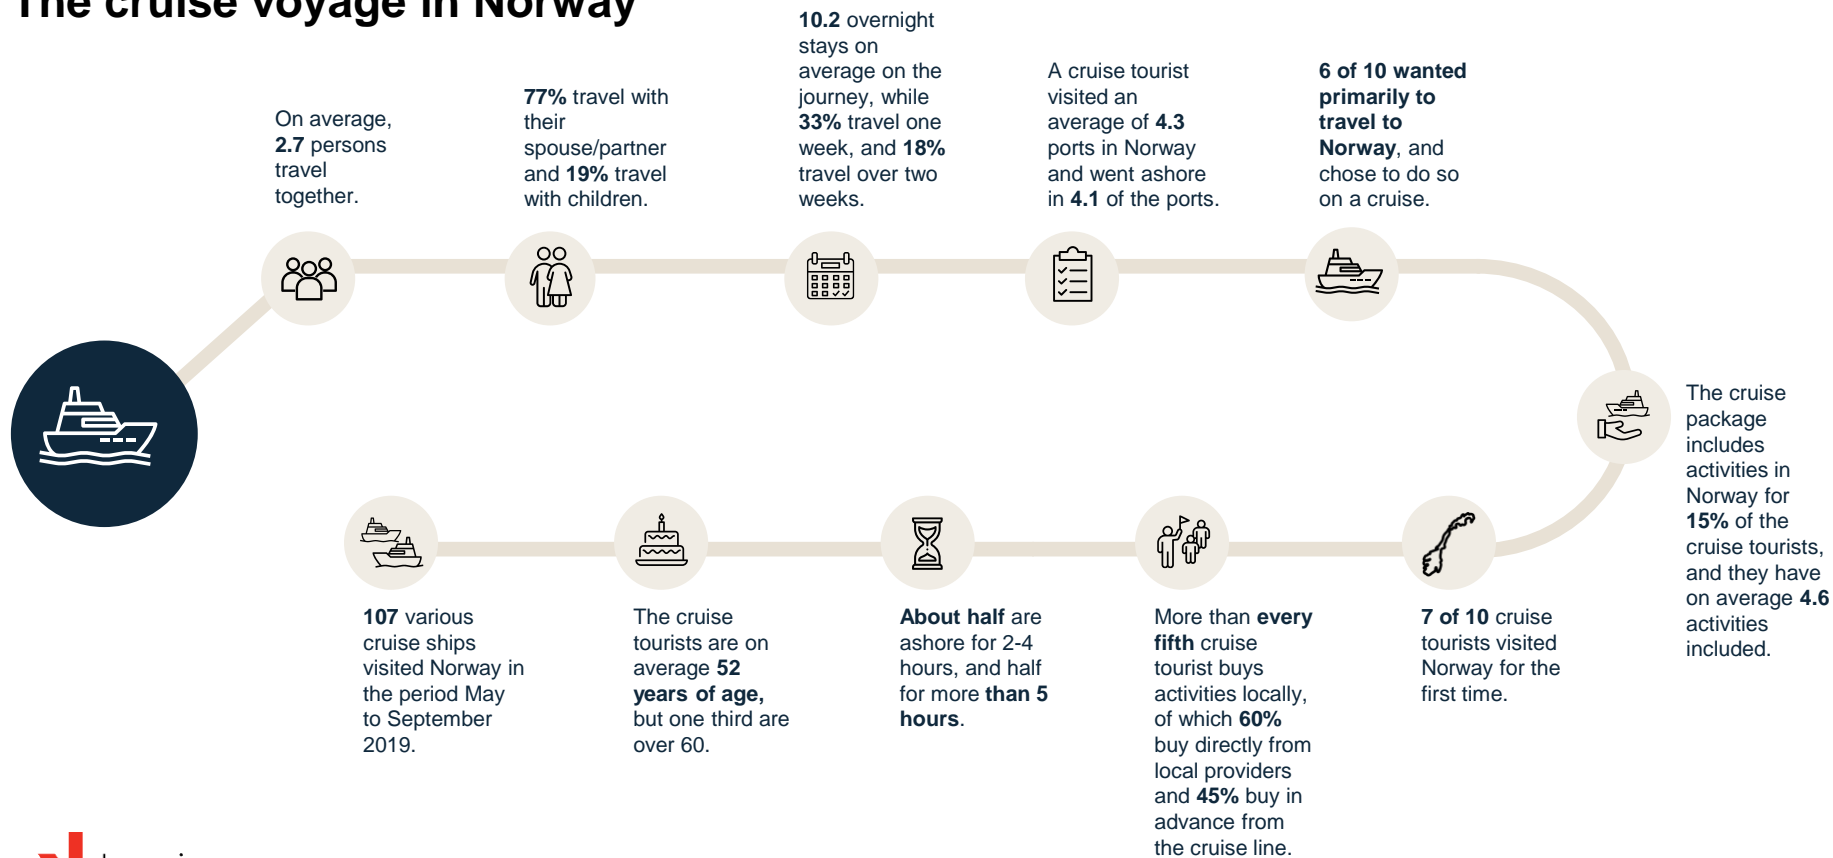 The cruise voyage in Norway
On average,
2.7 persons
travel
together.
77% travel with
their
spouse/partner
and 19% travel
with children.
10.2 overnight
stays on
average on the
journey, while
33% travel one
week, and 18%
travel over two
weeks.
A cruise tourist
visited an
average of 4.3
ports in Norway
and went ashore
in 4.1 of the ports.
6 of 10 wanted
primarily to
travel to
Norway, and
chose to do so
on a cruise.
The cruise
package
includes
activities in
Norway for
15% of the
cruise tourists,
and they have
on average 4.6
activities
included.
107 various
cruise ships
visited Norway in
the period May
to September
2019.
The cruise
tourists are on
average 52
years of age,
but one third are
over 60.
About half are
ashore for 2-4
hours, and half
for more than 5
hours.
More than every
fifth cruise
tourist buys
activities locally,
of which 60%
buy directly from
local providers
and 45% buy in
advance from
the cruise line.
7 of 10 cruise
tourists visited
Norway for the
first time.